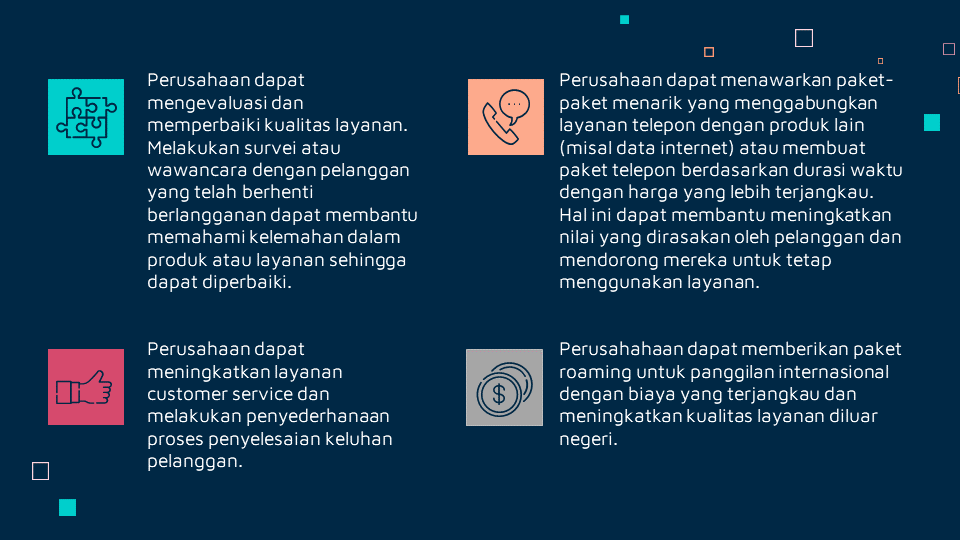 Perusahaan dapat
mengevaluasi dan
memperbaiki kualitas layanan.
Melakukan survei atau
wawancara dengan pelanggan
yang telah berhenti
berlangganan dapat membantu
memahami kelemahan dalam
produk atau layanan sehingga
dapat diperbaiki.
Perusahaan dapat menawarkan paket-
paket menarik yang menggabungkan
layanan telepon dengan produk lain
(misal data internet) atau membuat
paket telepon berdasarkan durasi waktu
dengan harga yang lebih terjangkau.
Hal ini dapat membantu meningkatkan
nilai yang dirasakan oleh pelanggan dan
mendorong mereka untuk tetap
menggunakan layanan.
Perusahaan dapat
meningkatkan layanan
customer service dan
melakukan penyederhanaan
proses penyelesaian keluhan
pelanggan.
$
Perusahahaan dapat memberikan paket
roaming untuk panggilan internasional
dengan biaya yang terjangkau dan
meningkatkan kualitas layanan diluar
negeri.